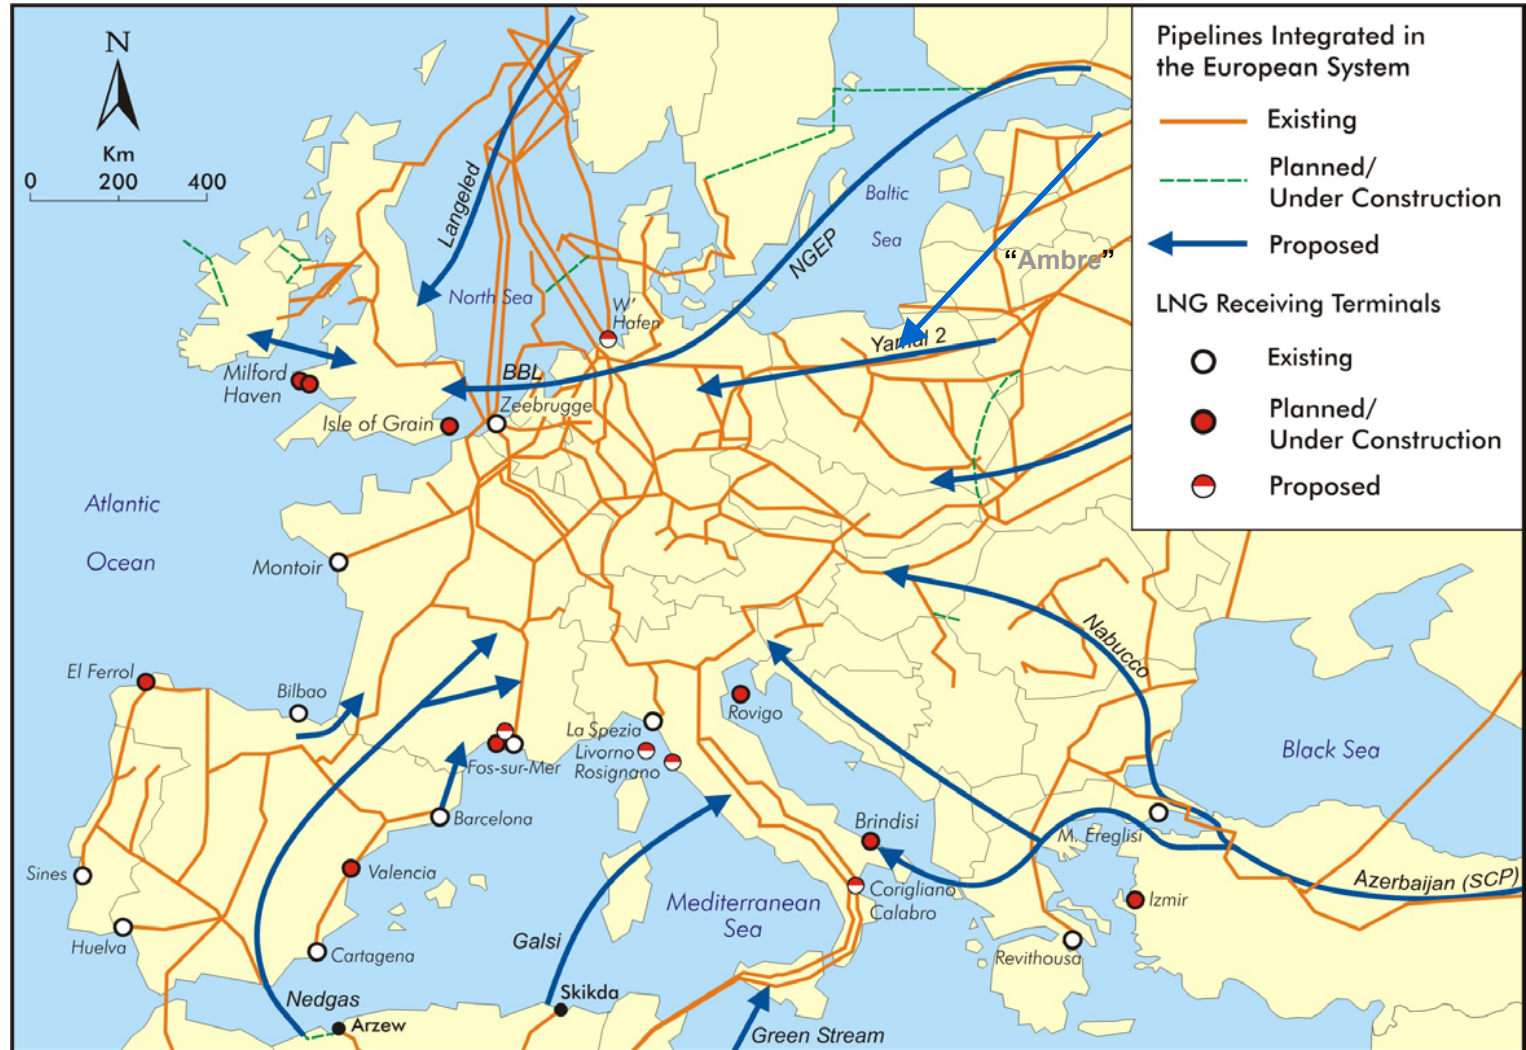 N
Km
0 200 400
Pipelines Integrated in
the European System
Existing
Planned/
Under Construction
Proposed
LNG Receiving Terminals
Existing
Planned/
Under Construction
Proposed
Langeled
North Sea
Baltic
Sea
NGEP
“Ambre”
W'
Hafen
Yamal 2
BBL
Zeebrugge
Milford
Haven
Isle of Grain
Atlantic
Ocean
Montoir
Nabucco
El Ferrol
Bilbao
Rovigo
La Spezia
Livorno
Rosignano
Fos-sur-Mer
Black Sea
Barcelona
Brindisi
M. Ereglisi
Sines
Valencia
Azerbaijan (SCP)
Corigliano
Calabro
Izmir
Mediterranean
Sea
Huelva
Galsi
Cartagena
Revithousa
Nedgas
Skikda
Arzew
Green Stream